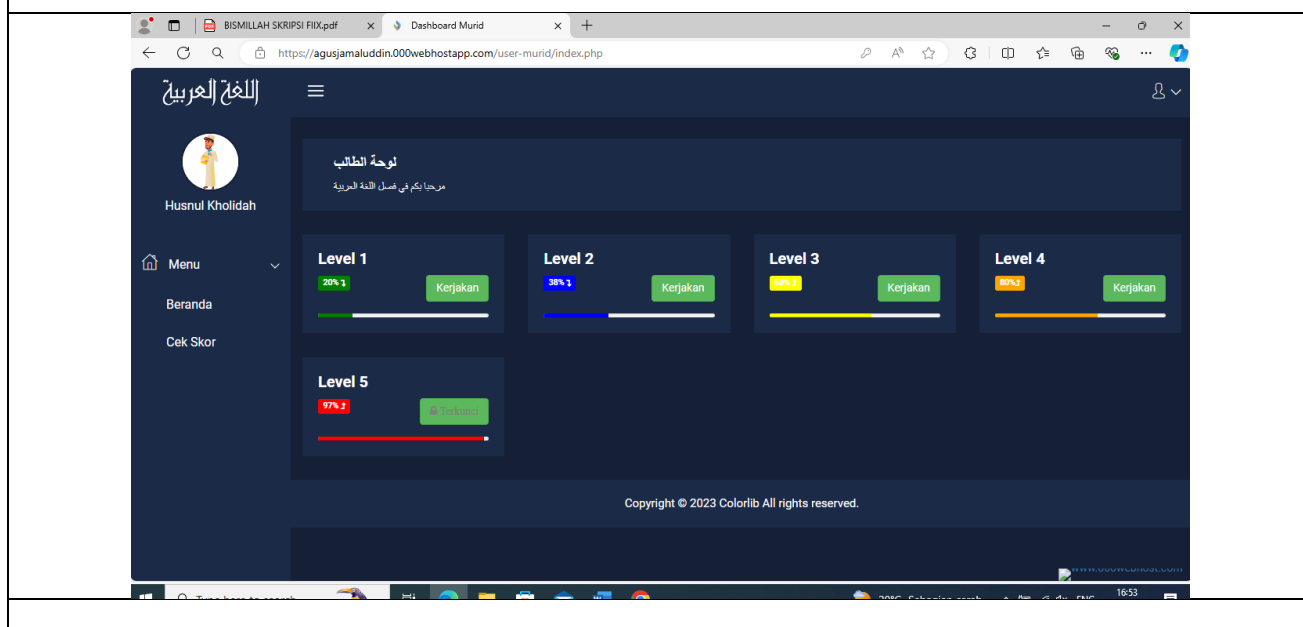 BISMILLAH SKRIPSI FIIX.pdf
Dashboard Murid
https://agusjamaluddin.000webhostapp.com/user-murid/index.php
اللغة العربية
لوحة الطالب
مرحبا بكم في فصل اللغة العربية
Husnul Kholidah
Menu
Beranda
Cek Skor
Level 1
20%
Kerjakan
Level 2
38%
Kerjakan
Level 3
Kerjakan
Level 4
80%
Kerjakan
Level 5
97%
Terkunci
Copyright © 2023 Colorlib All rights reserved.
16:53